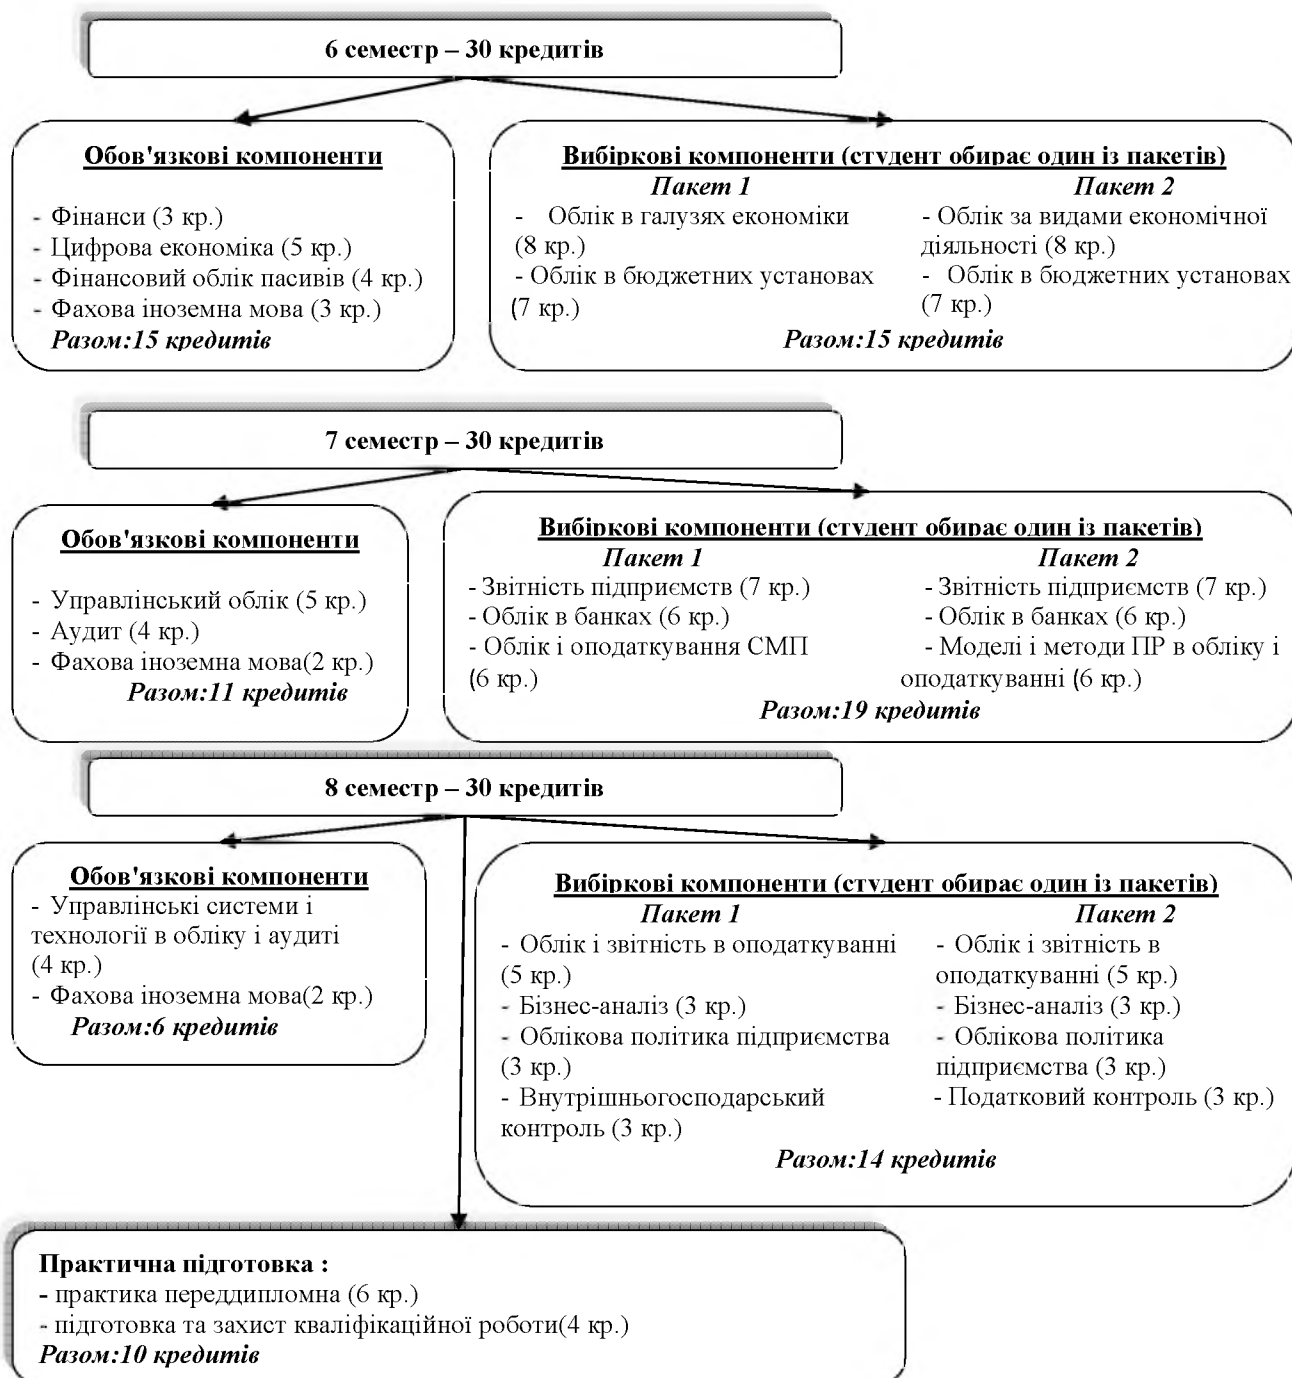 6 семестр – 30 кредитів
Обов'язкові компоненти
- Фінанси (3 кр.)
- Цифрова економіка (5 кр.)
- Фінансовий облік пасивів (4 кр.)
- Фахова іноземна мова (3 кр.)
Разом:15 кредитів
Вибіркові компоненти (студент обирає один із пакетів)
Пакет 1
- Облік в галузях економіки
(8 кр.)
- Облік в бюджетних установах
(7 кр.)
Пакет 2
- Облік за видами економічної
діяльності (8 кр.)
- Облік в бюджетних установах
(7 кр.)
Разом:15 кредитів
7 семестр – 30 кредитів
Обов'язкові компоненти
- Управлінський облік (5 кр.)
- Аудит (4 кр.)
- Фахова іноземна мова(2 кр.)
Разом:11 кредитів
Вибіркові компоненти (студент обирає один із пакетів)
Пакет 1
- Звітність підприємств (7 кр.)
- Облік в банках (6 кр.)
- Облік і оподаткування СМП
(6 кр.)
Пакет 2
- Звітність підприємств (7 кр.)
- Облік в банках (6 кр.)
- Моделі і методи ПР в обліку і
оподаткуванні (6 кр.)
Разом:19 кредитів
8 семестр – 30 кредитів
Обов'язкові компоненти
- Управлінські системи і
технології в обліку і аудиті
(4 кр.)
- Фахова іноземна мова(2 кр.)
Разом:6 кредитів
Вибіркові компоненти (студент обирає один із пакетів)
Пакет 1
- Облік і звітність в оподаткуванні
(5 кр.)
- Бізнес-аналіз (3 кр.)
- Облікова політика підприємства
(3 кр.)
- Внутрішньогосподарський
контроль (3 кр.)
Пакет 2
- Облік і звітність в
оподаткуванні (5 кр.)
- Бізнес-аналіз (3 кр.)
- Облікова політика
підприємства (3 кр.)
- Податковий контроль (3 кр.)
Разом:14 кредитів
Практична підготовка :
- практика переддипломна (6 кр.)
- підготовка та захист кваліфікаційної роботи(4 кр.)
Разом:10 кредитів